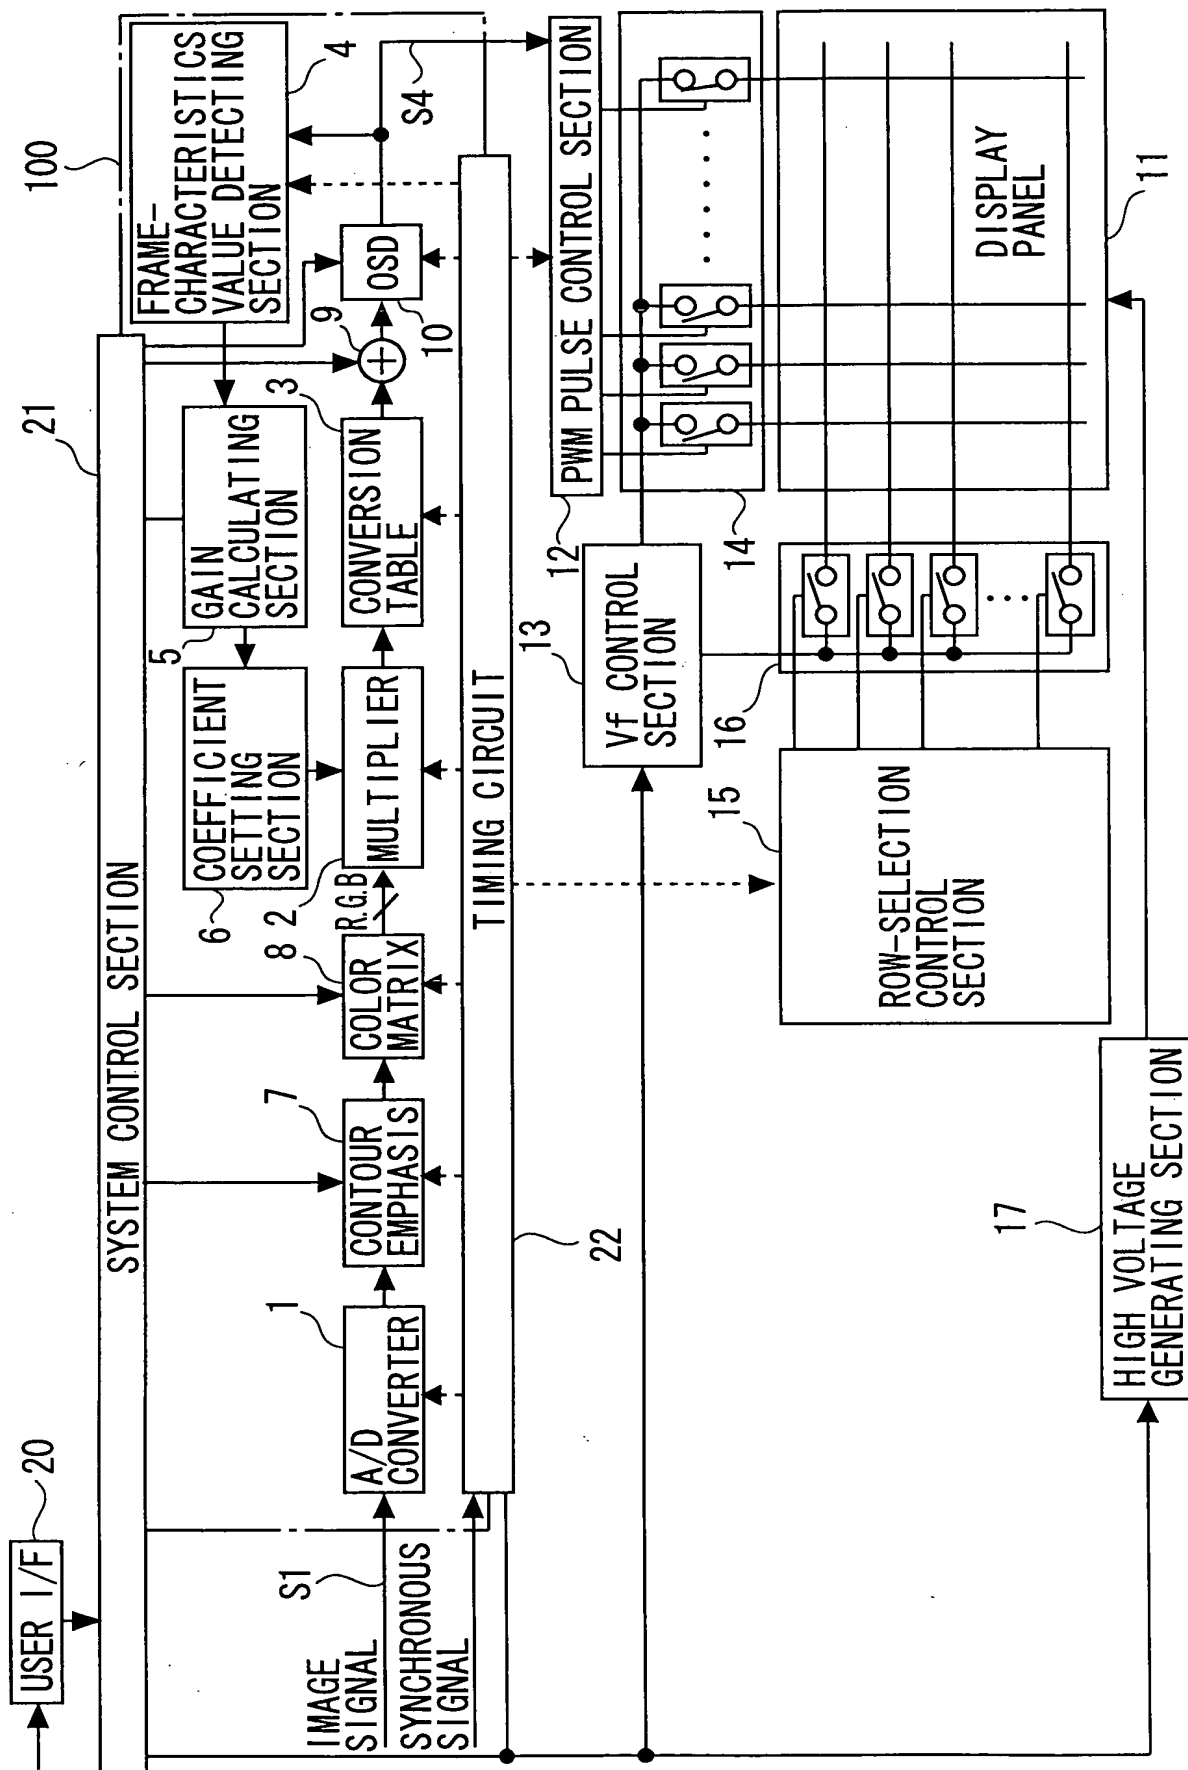 USER I/F
20
SYSTEM CONTROL SECTION
21
100
FRAME-
CHARACTERISTICS
VALUE DETECTING
SECTION
4
GAIN
CALCULATING
SECTION
5
COEFFICIENT
SETTING
SECTION
6
IMAGE
SIGNAL
S1
SYNCHRONOUS
SIGNAL
A/D
CONVERTER
1
CONTOUR
EMPHASIS
7
COLOR
MATRIX
8
R.G.B
MULTIPLIER
2
CONVERSION
TABLE
3
9
OSD
10
S4
TIMING CIRCUIT
22
PWM PULSE CONTROL SECTION
12
Vf CONTROL
SECTION
13
14
ROW-SELECTION
CONTROL
SECTION
15
16
DISPLAY
PANEL
11
HIGH VOLTAGE
GENERATING SECTION
17